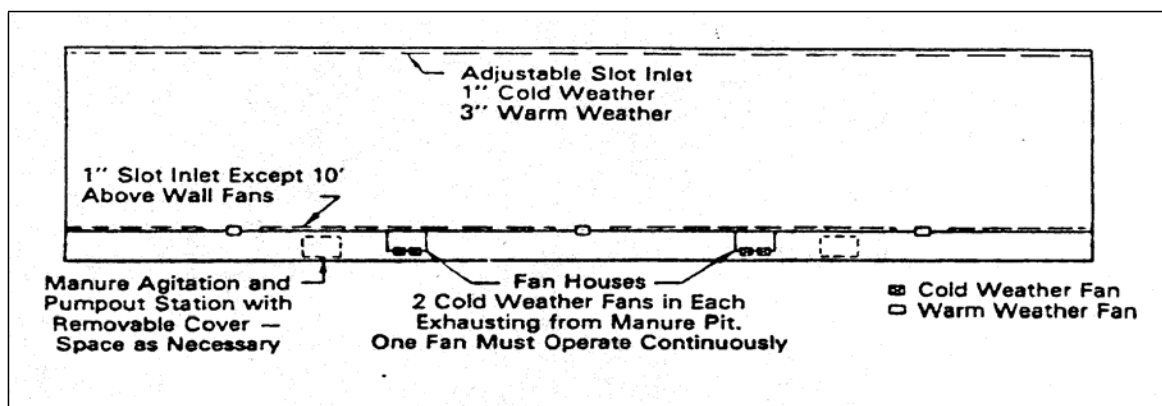 Adjustable Slot Inlet
1" Cold Weather
3" Warm Weather
1" Slot Inlet Except 10'
Above Wall Fans
Manure Agitation and
Pumpout Station with
Removable Cover —
Space as Necessary
Fan Houses
2 Cold Weather Fans in Each
Exhausting from Manure Pit.
One Fan Must Operate Continuously
Cold Weather Fan
Warm Weather Fan